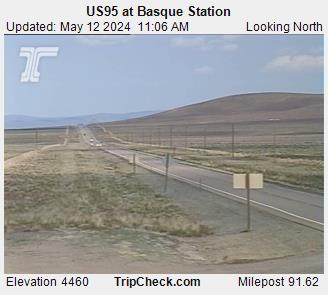 US95 at Basque Station
Updated: May 12 2024 11:06 AM Looking North
Elevation 4460 TripCheck.com Milepost 91.62